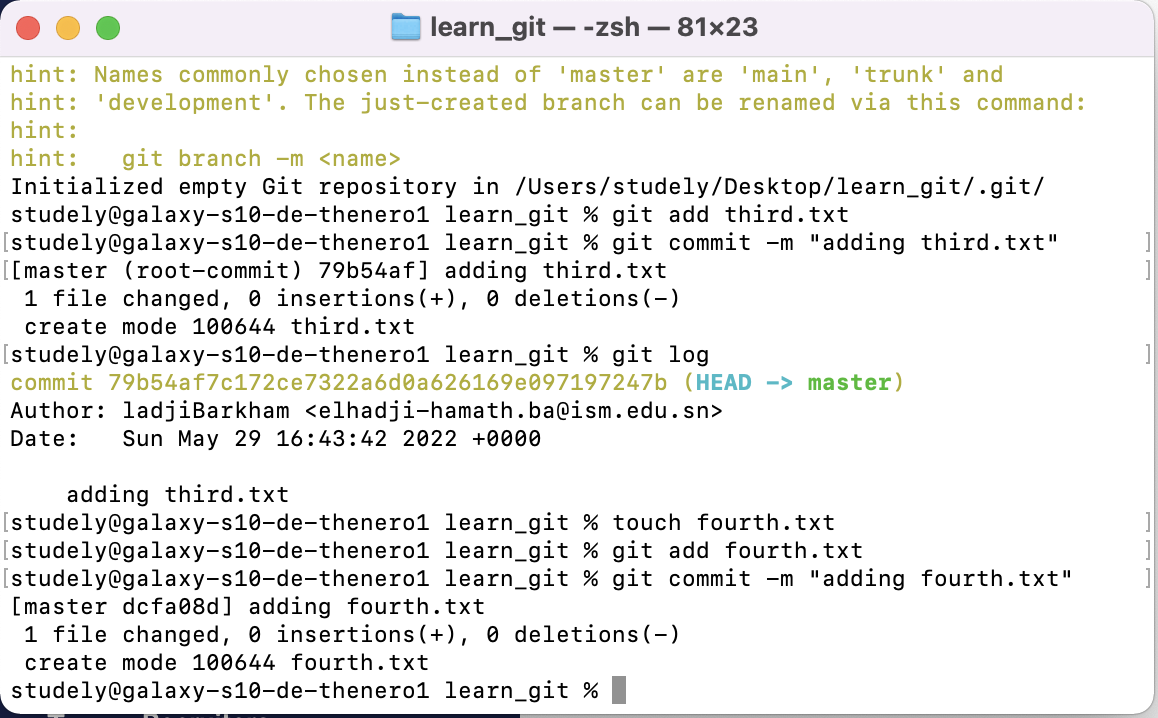 learn_git — -zsh — 81×23
hint: Names commonly chosen instead of 'master' are 'main', 'trunk' and
hint: 'development'. The just-created branch can be renamed via this command:
hint:
hint:   git branch -m <name>
Initialized empty Git repository in /Users/studely/Desktop/learn_git/.git/
studely@galaxy-s10-de-thenero1 learn_git % git add third.txt
[studely@galaxy-s10-de-thenero1 learn_git % git commit -m "adding third.txt" ]
[[master (root-commit) 79b54af] adding third.txt ]
 1 file changed, 0 insertions(+), 0 deletions(-)
 create mode 100644 third.txt
[studely@galaxy-s10-de-thenero1 learn_git % git log ]
commit 79b54af7c172ce7322a6d0a626169e097197247b (HEAD -> master)
Author: ladjiBarkham <elhadji-hamath.ba@ism.edu.sn>
Date:   Sun May 29 16:43:42 2022 +0000

    adding third.txt
[studely@galaxy-s10-de-thenero1 learn_git % touch fourth.txt ]
[studely@galaxy-s10-de-thenero1 learn_git % git add fourth.txt ]
[studely@galaxy-s10-de-thenero1 learn_git % git commit -m "adding fourth.txt" ]
[master dcfa08d] adding fourth.txt
 1 file changed, 0 insertions(+), 0 deletions(-)
 create mode 100644 fourth.txt
studely@galaxy-s10-de-thenero1 learn_git %